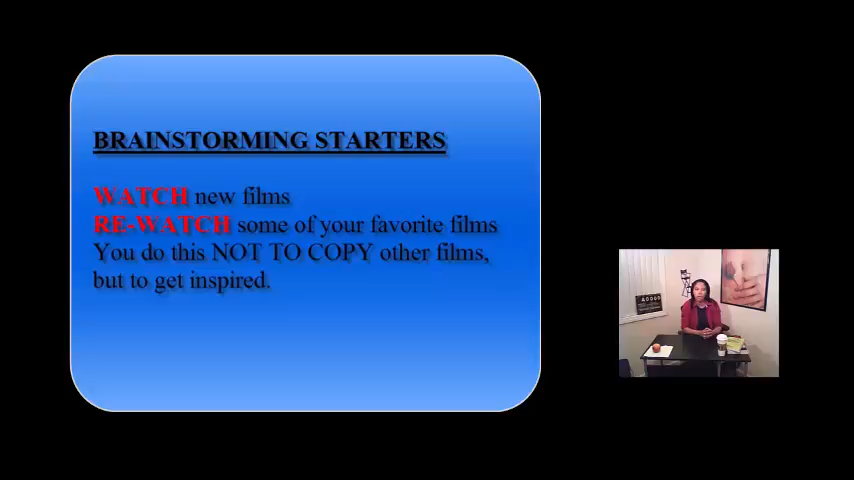 BRAINSTORMING STARTERS
WATCH new films
RE-WATCH some of your favorite films
You do this NOT TO COPY other films,
but to get inspired.